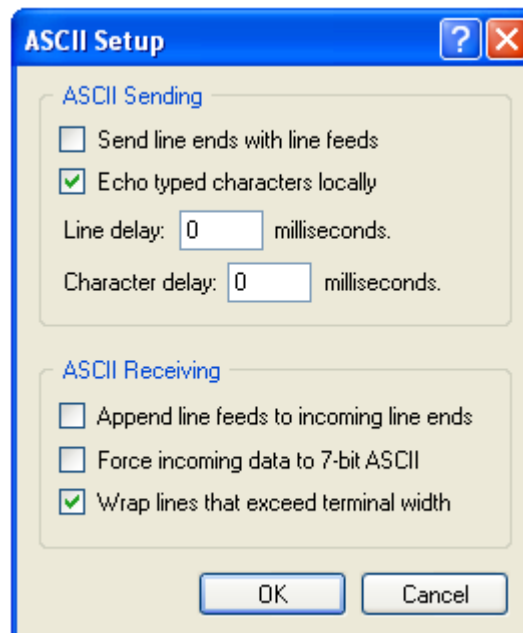 ASCII Setup
ASCII Sending
Send line ends with line feeds
Echo typed characters locally
Line delay: 0 milliseconds.
Character delay: 0 milliseconds.
ASCII Receiving
Append line feeds to incoming line ends
Force incoming data to 7-bit ASCII
Wrap lines that exceed terminal width
OK Cancel